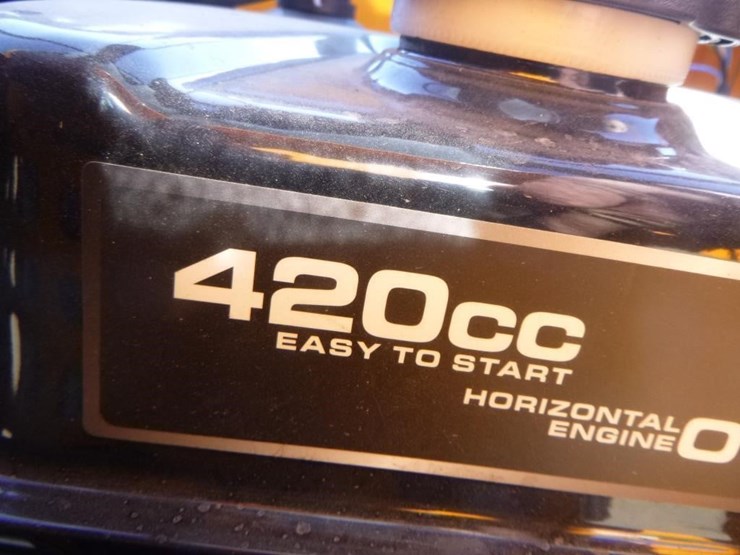 420cc
EASY TO START
HORIZONTAL
ENGINE